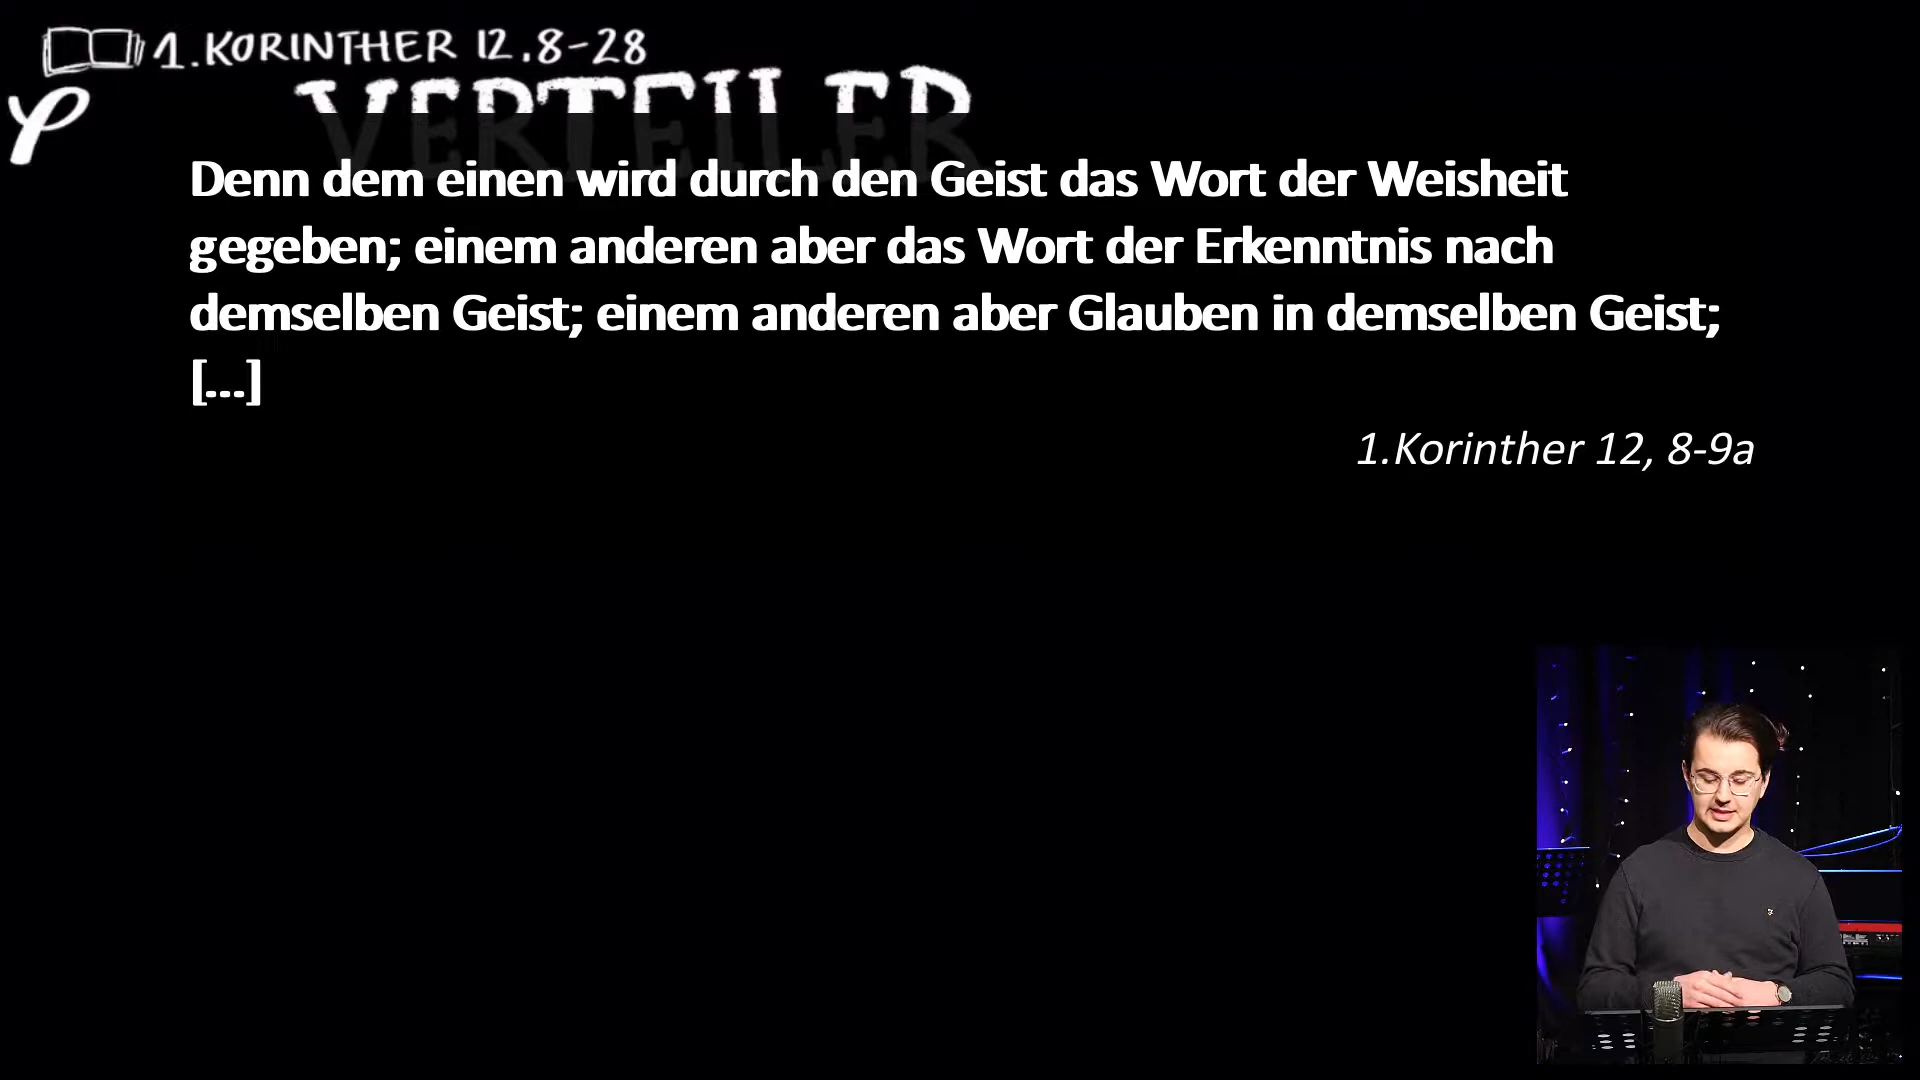 1. KORINTHER 12,8-28
VERTEILER
Denn dem einen wird durch den Geist das Wort der Weisheit
gegeben; einem anderen aber das Wort der Erkenntnis nach
demselben Geist; einem anderen aber Glauben in demselben Geist;
[...]
1.Korinther 12, 8-9a